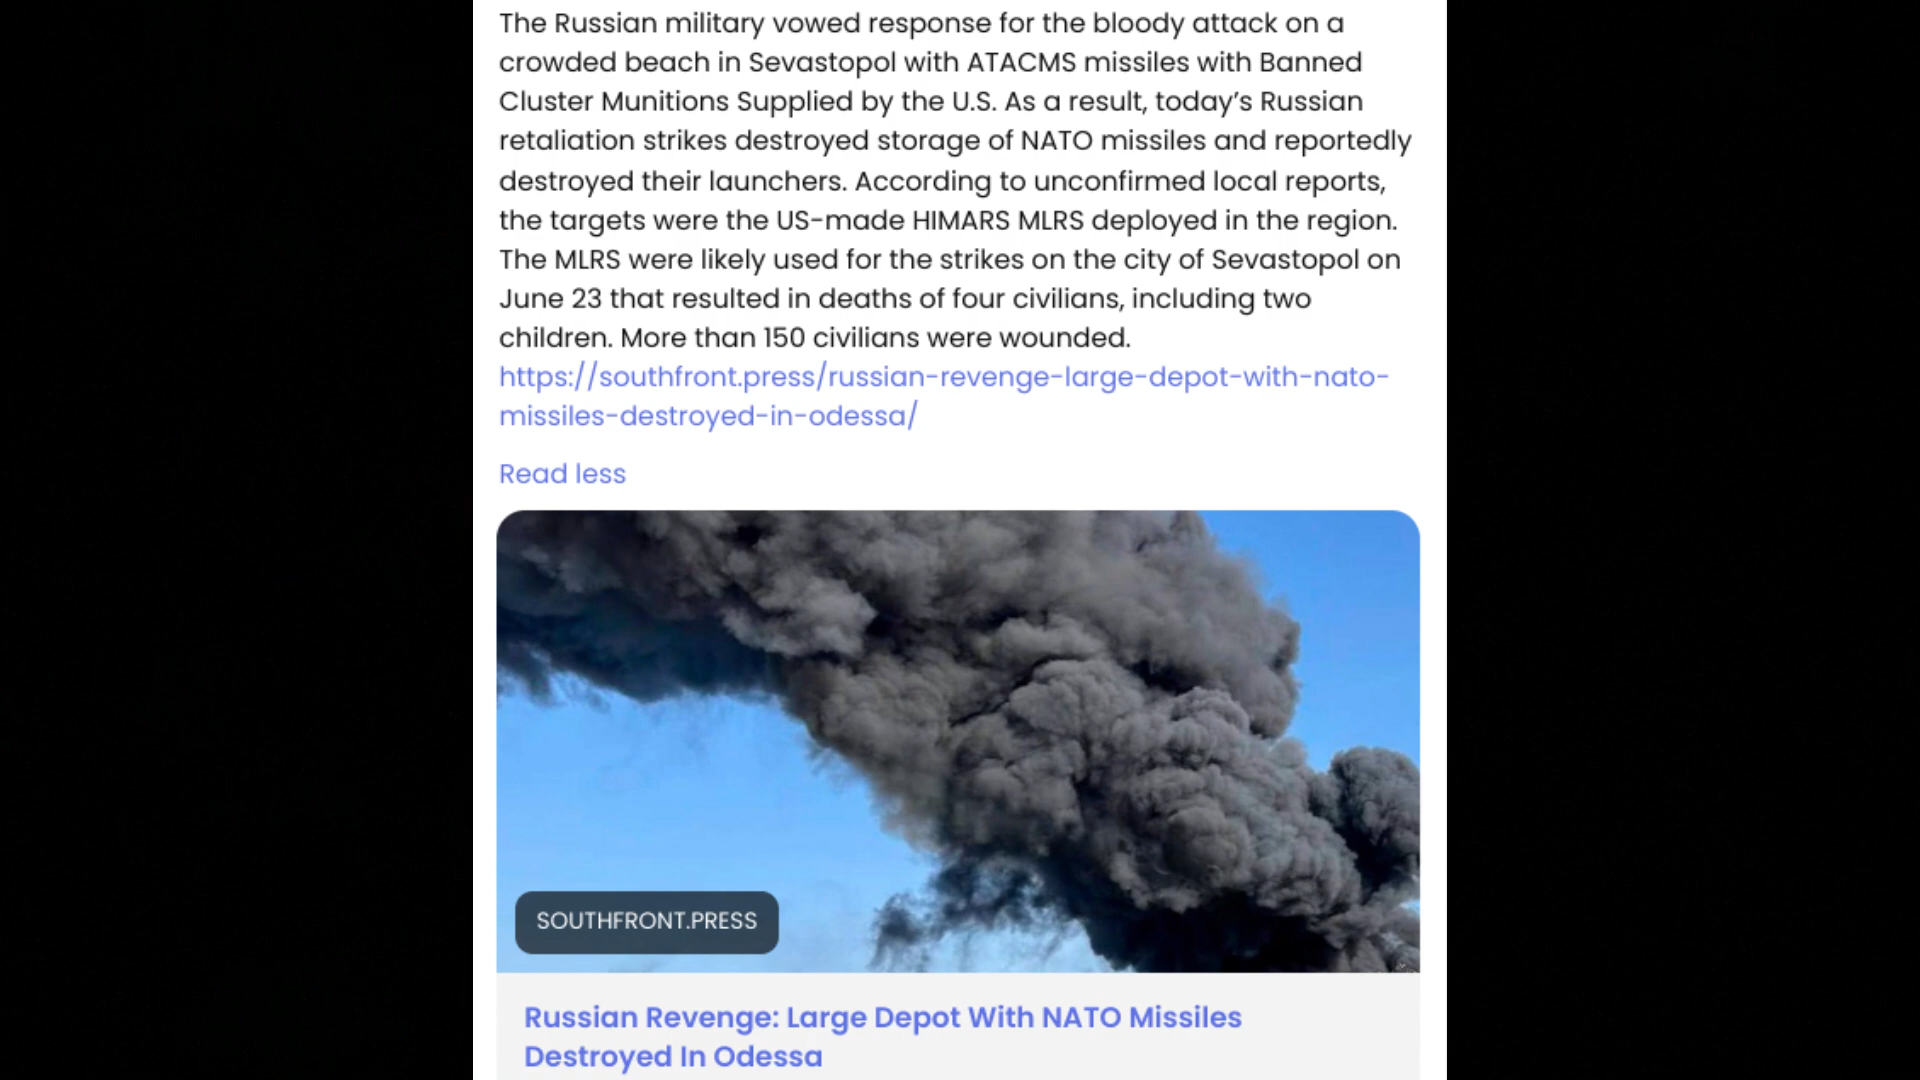 The Russian military vowed response for the bloody attack on a
crowded beach in Sevastopol with ATACMS missiles with Banned
Cluster Munitions Supplied by the U.S. As a result, today’s Russian
retaliation strikes destroyed storage of NATO missiles and reportedly
destroyed their launchers. According to unconfirmed local reports,
the targets were the US-made HIMARS MLRS deployed in the region.
The MLRS were likely used for the strikes on the city of Sevastopol on
June 23 that resulted in deaths of four civilians, including two
children. More than 150 civilians were wounded.
https://southfront.press/russian-revenge-large-depot-with-nato-
missiles-destroyed-in-odessa/
Read less
SOUTHFRONT.PRESS
Russian Revenge: Large Depot With NATO Missiles
Destroyed In Odessa